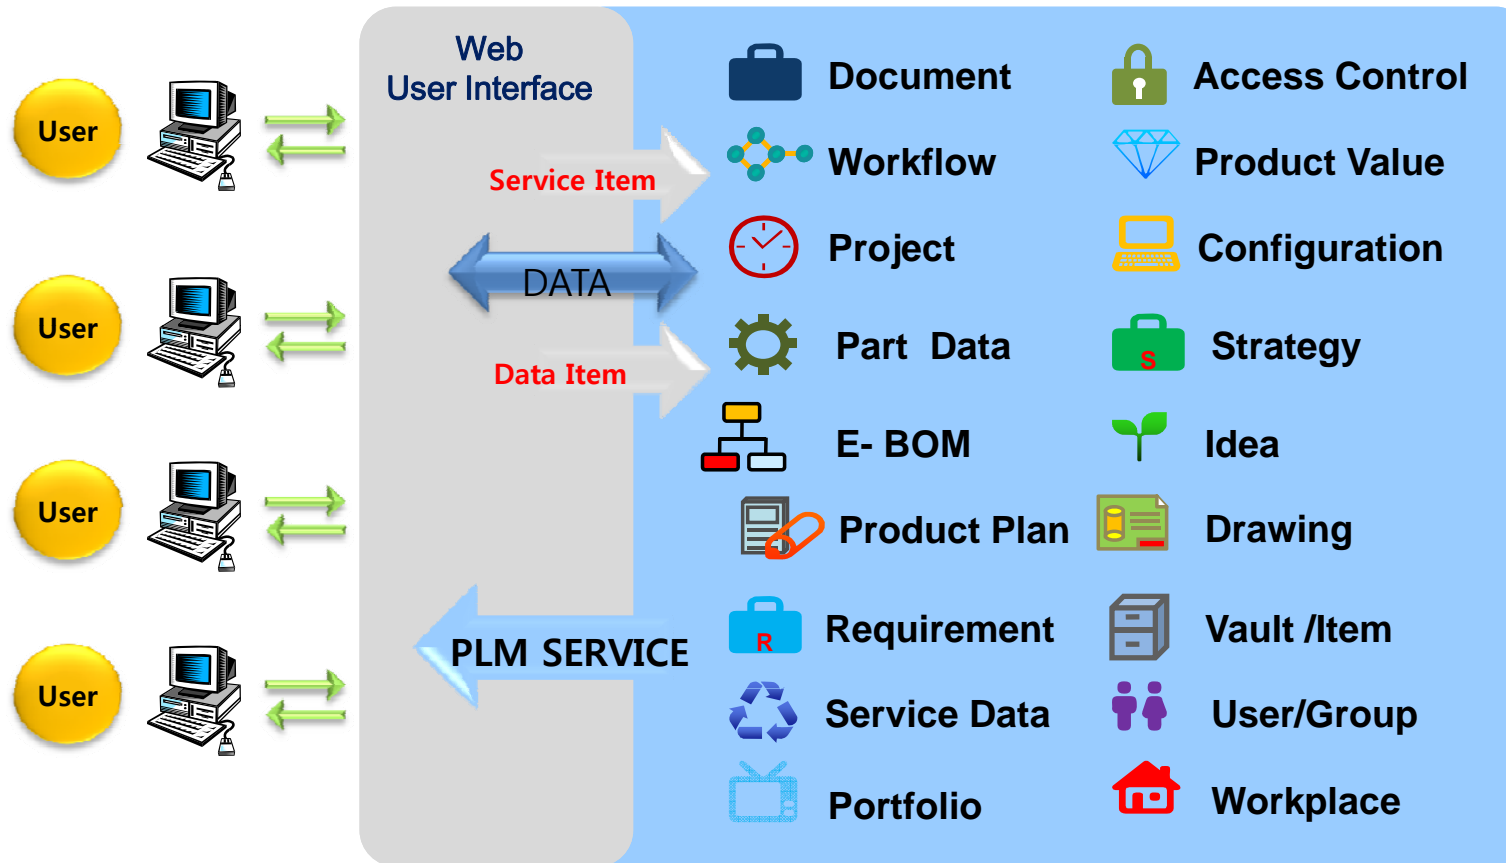 Web
User Interface
User
User
User
User
Service Item
DATA
Data Item
PLM SERVICE
Document
Access Control
Workflow
Product Value
Project
Configuration
Part Data
S
Strategy
E- BOM
Idea
Product Plan
Drawing
R
Requirement
Vault /Item
Service Data
User/Group
Portfolio
Workplace